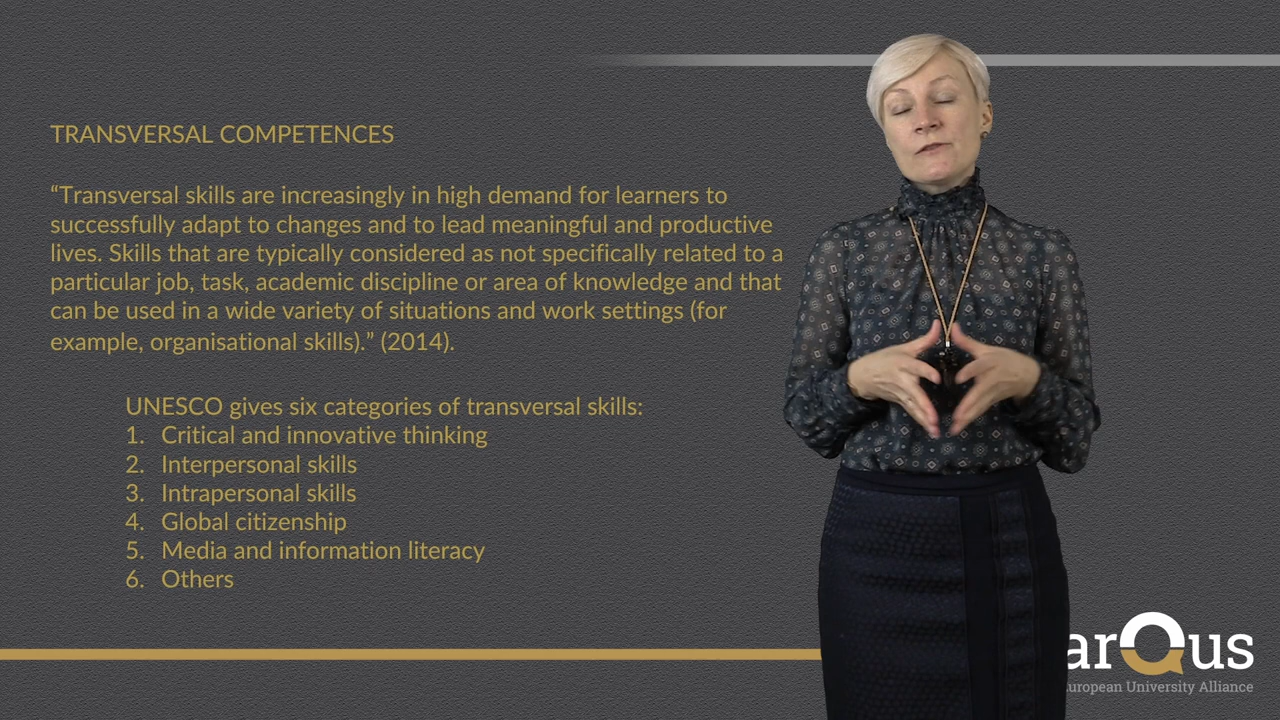 TRANSVERSAL COMPETENCES
“Transversal skills are increasingly in high demand for learners to
successfully adapt to changes and to lead meaningful and productive
lives. Skills that are typically considered as not specifically related to a
particular job, task, academic discipline or area of knowledge and that
can be used in a wide variety of situations and work settings (for
example, organisational skills).” (2014).
UNESCO gives six categories of transversal skills:
1. Critical and innovative thinking
2. Interpersonal skills
3. Intrapersonal skills
4. Global citizenship
5. Media and information literacy
6. Others
arQus
European University Alliance